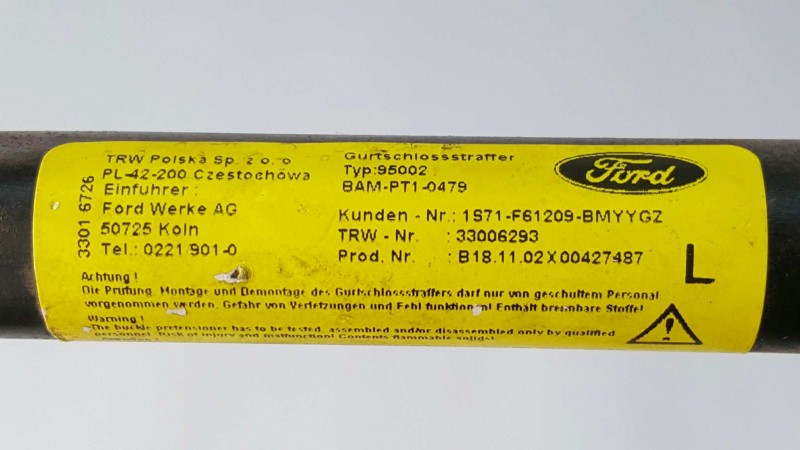 TRW Polska Sp. z o. o
PL-42-200 Czestochowa
Einfuhrer :
Ford Werke AG
50725 Koln
Tel.: 0221 901-0
3301 6726
Gurtschlossstraffer
Typ:95002
BAM-PT1-0479
Kunden - Nr.: 1S71-F61209-BMYYGZ
TRW - Nr. : 33006293
Prod. Nr. : B18.11.02X00427487
Ford
L
Achtung !
Die Prüfung, Montage und Demontage des Gurtschlossstraffers darf nur von geschultem Personal
vorgenommen werden. Gefahr von Verletzungen und Fehlfunktion! Enthält brennbare Stoffe!
Warning !
The buckle pretensioner has to be tested, assembled and/or disassembled only by qualified
personnel. Risk of injury and malfunction! Contents flammable solids!